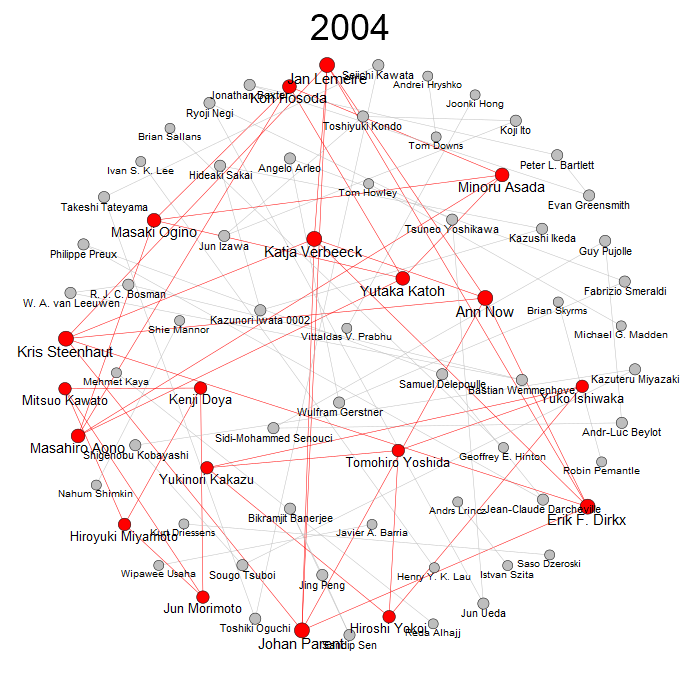 2004
Jan Lemeire
Seiichi Kawata
Andrei Hryshko
Jonathan Baxter
Koh Hosoda
Joonki Hong
Ryoji Negi
Toshiyuki Kondo
Koji Ito
Brian Sallans
Tom Downs
Ivan S. K. Lee
Hideaki Sakai
Angelo Arleo
Peter L. Bartlett
Minoru Asada
Tom Howley
Evan Greensmith
Takeshi Tateyama
Masaki Ogino
Tsuneo Yoshikawa
Kazushi Ikeda
Jun Izawa
Katja Verbeeck
Guy Pujolle
Philippe Preux
Yutaka Katoh
Fabrizio Smeraldi
R. J. C. Bosman
W. A. van Leeuwen
Ann Now
Brian Skyrms
Kazunori Iwata 0002
Shie Mannor
Vittaldas V. Prabhu
Michael G. Madden
Kris Steenhaut
Mehmet Kaya
Samuel Delepoulle
Bastian Wemmenhove
Kazuteru Miyazaki
Mitsuo Kawato
Kenji Doya
Yuko Ishiwaka
Wulfram Gerstner
Sidi-Mohammed Senouci
Andr-Luc Beylot
Masahiro Aono
Shigenobu Kobayashi
Tomohiro Yoshida
Geoffrey E. Hinton
Yukinori Kakazu
Robin Pemantle
Nahum Shimkin
Andrs Lrincz
Jean-Claude Darcheville
Erik F. Dirkx
Bikramjit Banerjee
Hiroyuki Miyamoto
Kurt Driessens
Javier A. Barria
Saso Dzeroski
Wipawee Usaha
Sougo Tsuboi
Jing Peng
Henry Y. K. Lau
Istvan Szita
Jun Morimoto
Jun Ueda
Toshiki Oguchi
Hiroshi Yokoi
Reda Alhajj
Johan Parent
Sandip Sen